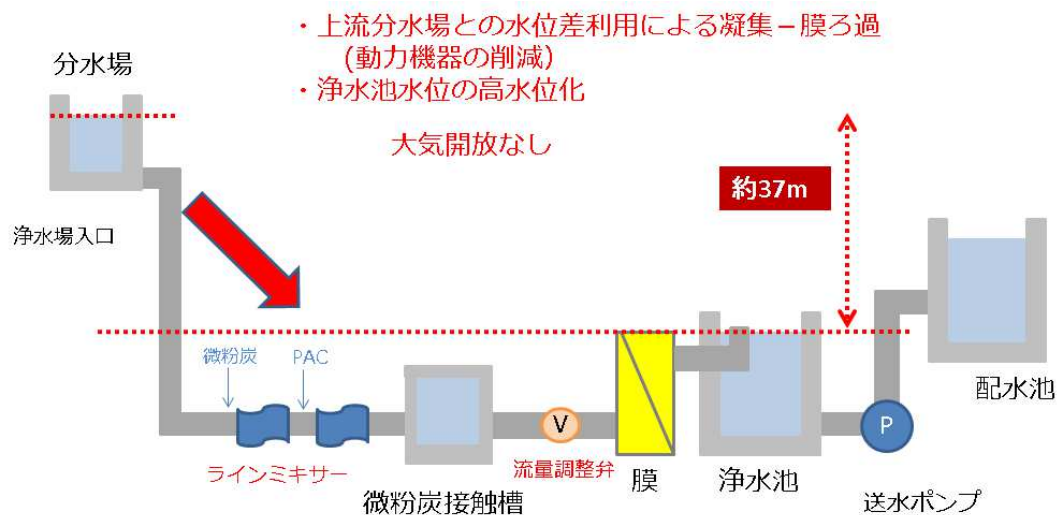 ・上流分水場との水位差利用による凝集－膜ろ過
(動力機器の削減)
・浄水池水位の高水位化
分水場
大気開放なし
約37m
浄水場入口
微粉炭
PAC
配水池
V
P
ラインミキサー
流量調整弁
膜
浄水池
微粉炭接触槽
送水ポンプ